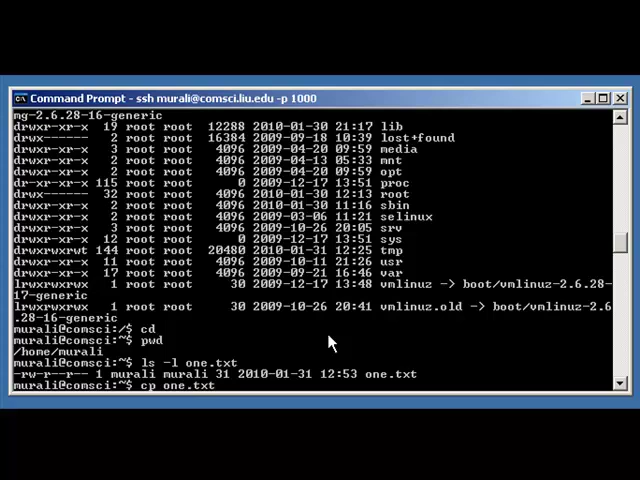 Command Prompt - ssh murali@comsci.liu.edu -p 1000
mg-2.6.28-16-generic
drwxr-xr-x 19 root root 12288 2010-01-30 21:17 lib
drwx------ 2 root root 16384 2009-09-18 10:39 lost+found
drwxr-xr-x 3 root root 4096 2009-04-20 09:59 media
drwxr-xr-x 2 root root 4096 2009-04-13 05:33 mnt
drwxr-xr-x 2 root root 4096 2009-04-20 09:59 opt
dr-xr-xr-x 115 root root 0 2009-12-17 13:51 proc
drwx------ 32 root root 4096 2010-01-30 12:13 root
drwxr-xr-x 2 root root 4096 2010-01-30 11:16 sbin
drwxr-xr-x 2 root root 4096 2009-03-06 11:21 selinux
drwxr-xr-x 3 root root 4096 2009-10-26 20:05 srv
drwxr-xr-x 12 root root 0 2009-12-17 13:51 sys
drwxrwxrwt 144 root root 20480 2010-01-31 12:25 tmp
drwxr-xr-x 11 root root 4096 2009-10-11 21:26 usr
drwxr-xr-x 17 root root 4096 2009-09-21 16:46 var
lrwxrwxrwx 1 root root 30 2009-12-17 13:48 vmlinuz -> boot/vmlinuz-2.6.28-
17-generic
lrwxrwxrwx 1 root root 30 2009-10-26 20:41 vmlinuz.old -> boot/vmlinuz-2.6
.28-16-generic
murali@comsci:/$ cd
murali@comsci:~$ pwd
/home/murali
murali@comsci:~$ ls -l one.txt
-rw-r--r-- 1 murali murali 31 2010-01-31 12:53 one.txt
murali@comsci:~$ cp one.txt